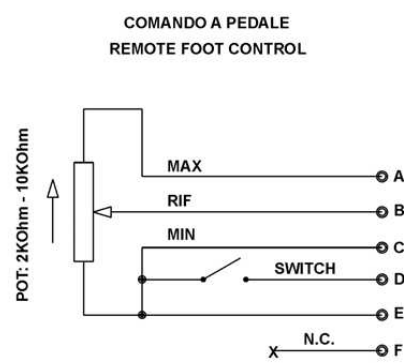 COMANDO A PEDALE
REMOTE FOOT CONTROL
POT: 2KOhm - 10KOhm
MAX
A
RIF
B
MIN
C
SWITCH
D
E
X
N.C.
F